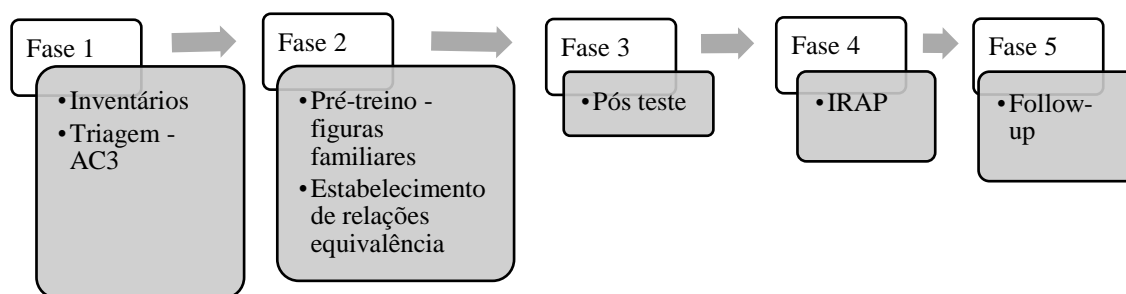 Fase 1
•Inventários
•Triagem -
AC3
Fase 2
•Pré-treino -
figuras
familiares
•Estabelecimento
de relações
equivalência
Fase 3
•Pós teste
Fase 4
•IRAP
Fase 5
•Follow-
up